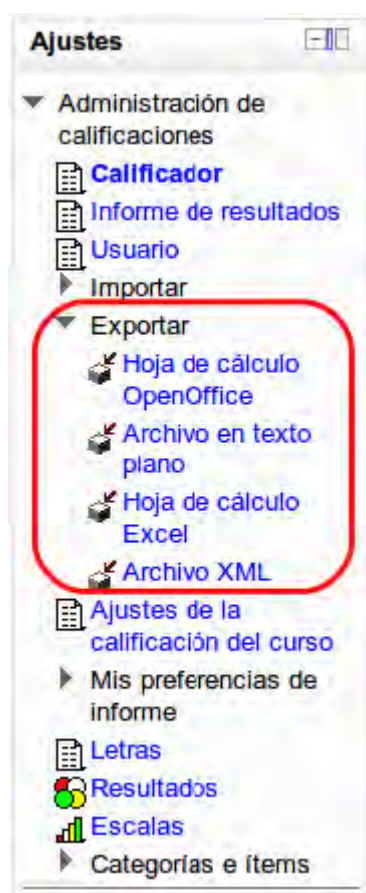 Ajustes
Administración de
calificaciones
Calificador
Informe de resultados
Usuario
Importar
Exportar
Hoja de cálculo
OpenOffice
Archivo en texto
plano
Hoja de cálculo
Excel
Archivo XML
Ajustes de la
calificación del curso
Mis preferencias de
informe
Letras
Resultados
Escalas
Categorías e ítems